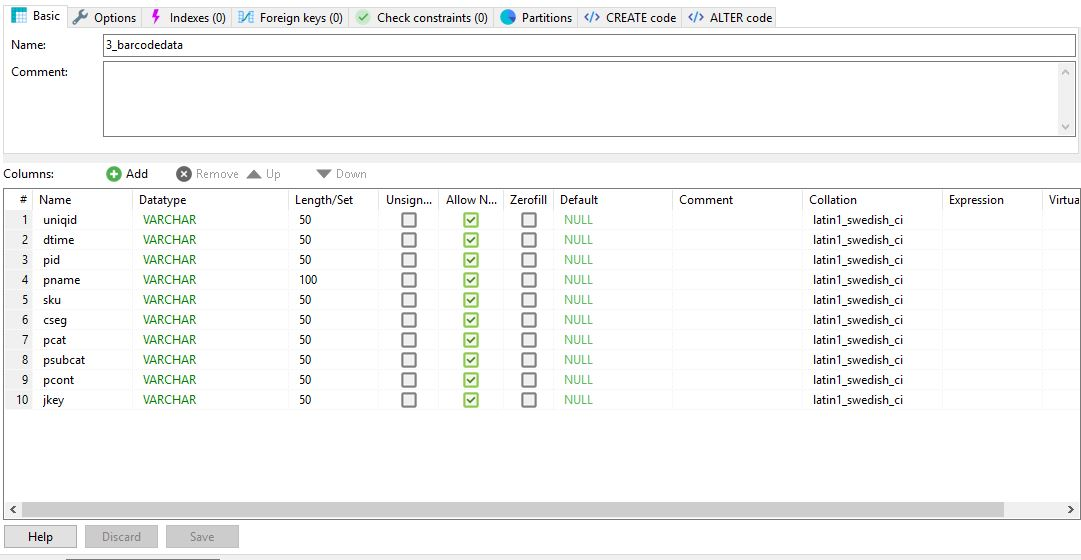 Basic Options Indexes (0) Foreign keys (0) Check constraints (0) Partitions CREATE code ALTER code
Name: 3_barcodedata
Comment:
Columns: Add Remove Up Down
# Name Datatype Length/Set Unsign... Allow N... Zerofill Default Comment Collation Expression Virtua
1 uniqid VARCHAR 50 NULL latin1_swedish_ci
2 dtime VARCHAR 50 NULL latin1_swedish_ci
3 pid VARCHAR 50 NULL latin1_swedish_ci
4 pname VARCHAR 100 NULL latin1_swedish_ci
5 sku VARCHAR 50 NULL latin1_swedish_ci
6 cseg VARCHAR 50 NULL latin1_swedish_ci
7 pcat VARCHAR 50 NULL latin1_swedish_ci
8 psubcat VARCHAR 50 NULL latin1_swedish_ci
9 pcont VARCHAR 50 NULL latin1_swedish_ci
10 jkey VARCHAR 50 NULL latin1_swedish_ci
Help Discard Save